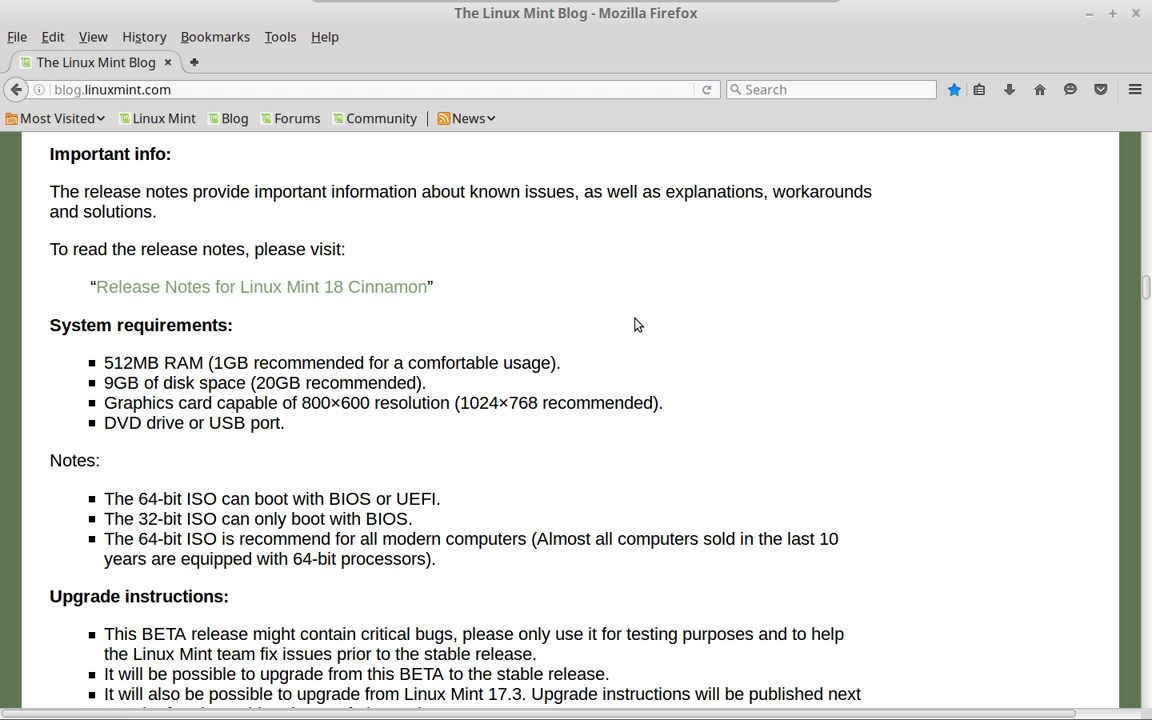 The Linux Mint Blog - Mozilla Firefox
File Edit View History Bookmarks Tools Help
The Linux Mint Blog
blog.linuxmint.com
Search
Most Visited Linux Mint Blog Forums Community News
Important info:
The release notes provide important information about known issues, as well as explanations, workarounds
and solutions.
To read the release notes, please visit:
“Release Notes for Linux Mint 18 Cinnamon”
System requirements:
512MB RAM (1GB recommended for a comfortable usage).
9GB of disk space (20GB recommended).
Graphics card capable of 800×600 resolution (1024×768 recommended).
DVD drive or USB port.
Notes:
The 64-bit ISO can boot with BIOS or UEFI.
The 32-bit ISO can only boot with BIOS.
The 64-bit ISO is recommend for all modern computers (Almost all computers sold in the last 10
years are equipped with 64-bit processors).
Upgrade instructions:
This BETA release might contain critical bugs, please only use it for testing purposes and to help
the Linux Mint team fix issues prior to the stable release.
It will be possible to upgrade from this BETA to the stable release.
It will also be possible to upgrade from Linux Mint 17.3. Upgrade instructions will be published next